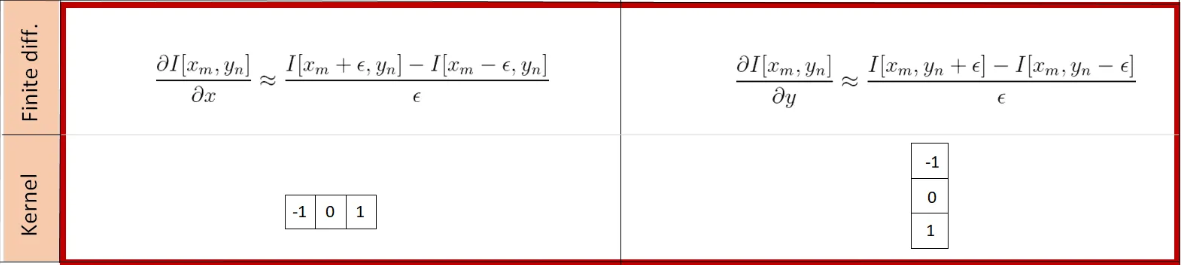 Finite diff.
∂I[x_m, y_n]/∂x ≈ (I[x_m + ϵ, y_n] − I[x_m − ϵ, y_n])/ϵ
∂I[x_m, y_n]/∂y ≈ (I[x_m, y_n + ϵ] − I[x_m, y_n − ϵ])/ϵ
Kernel
-1 0 1
-1
0
1